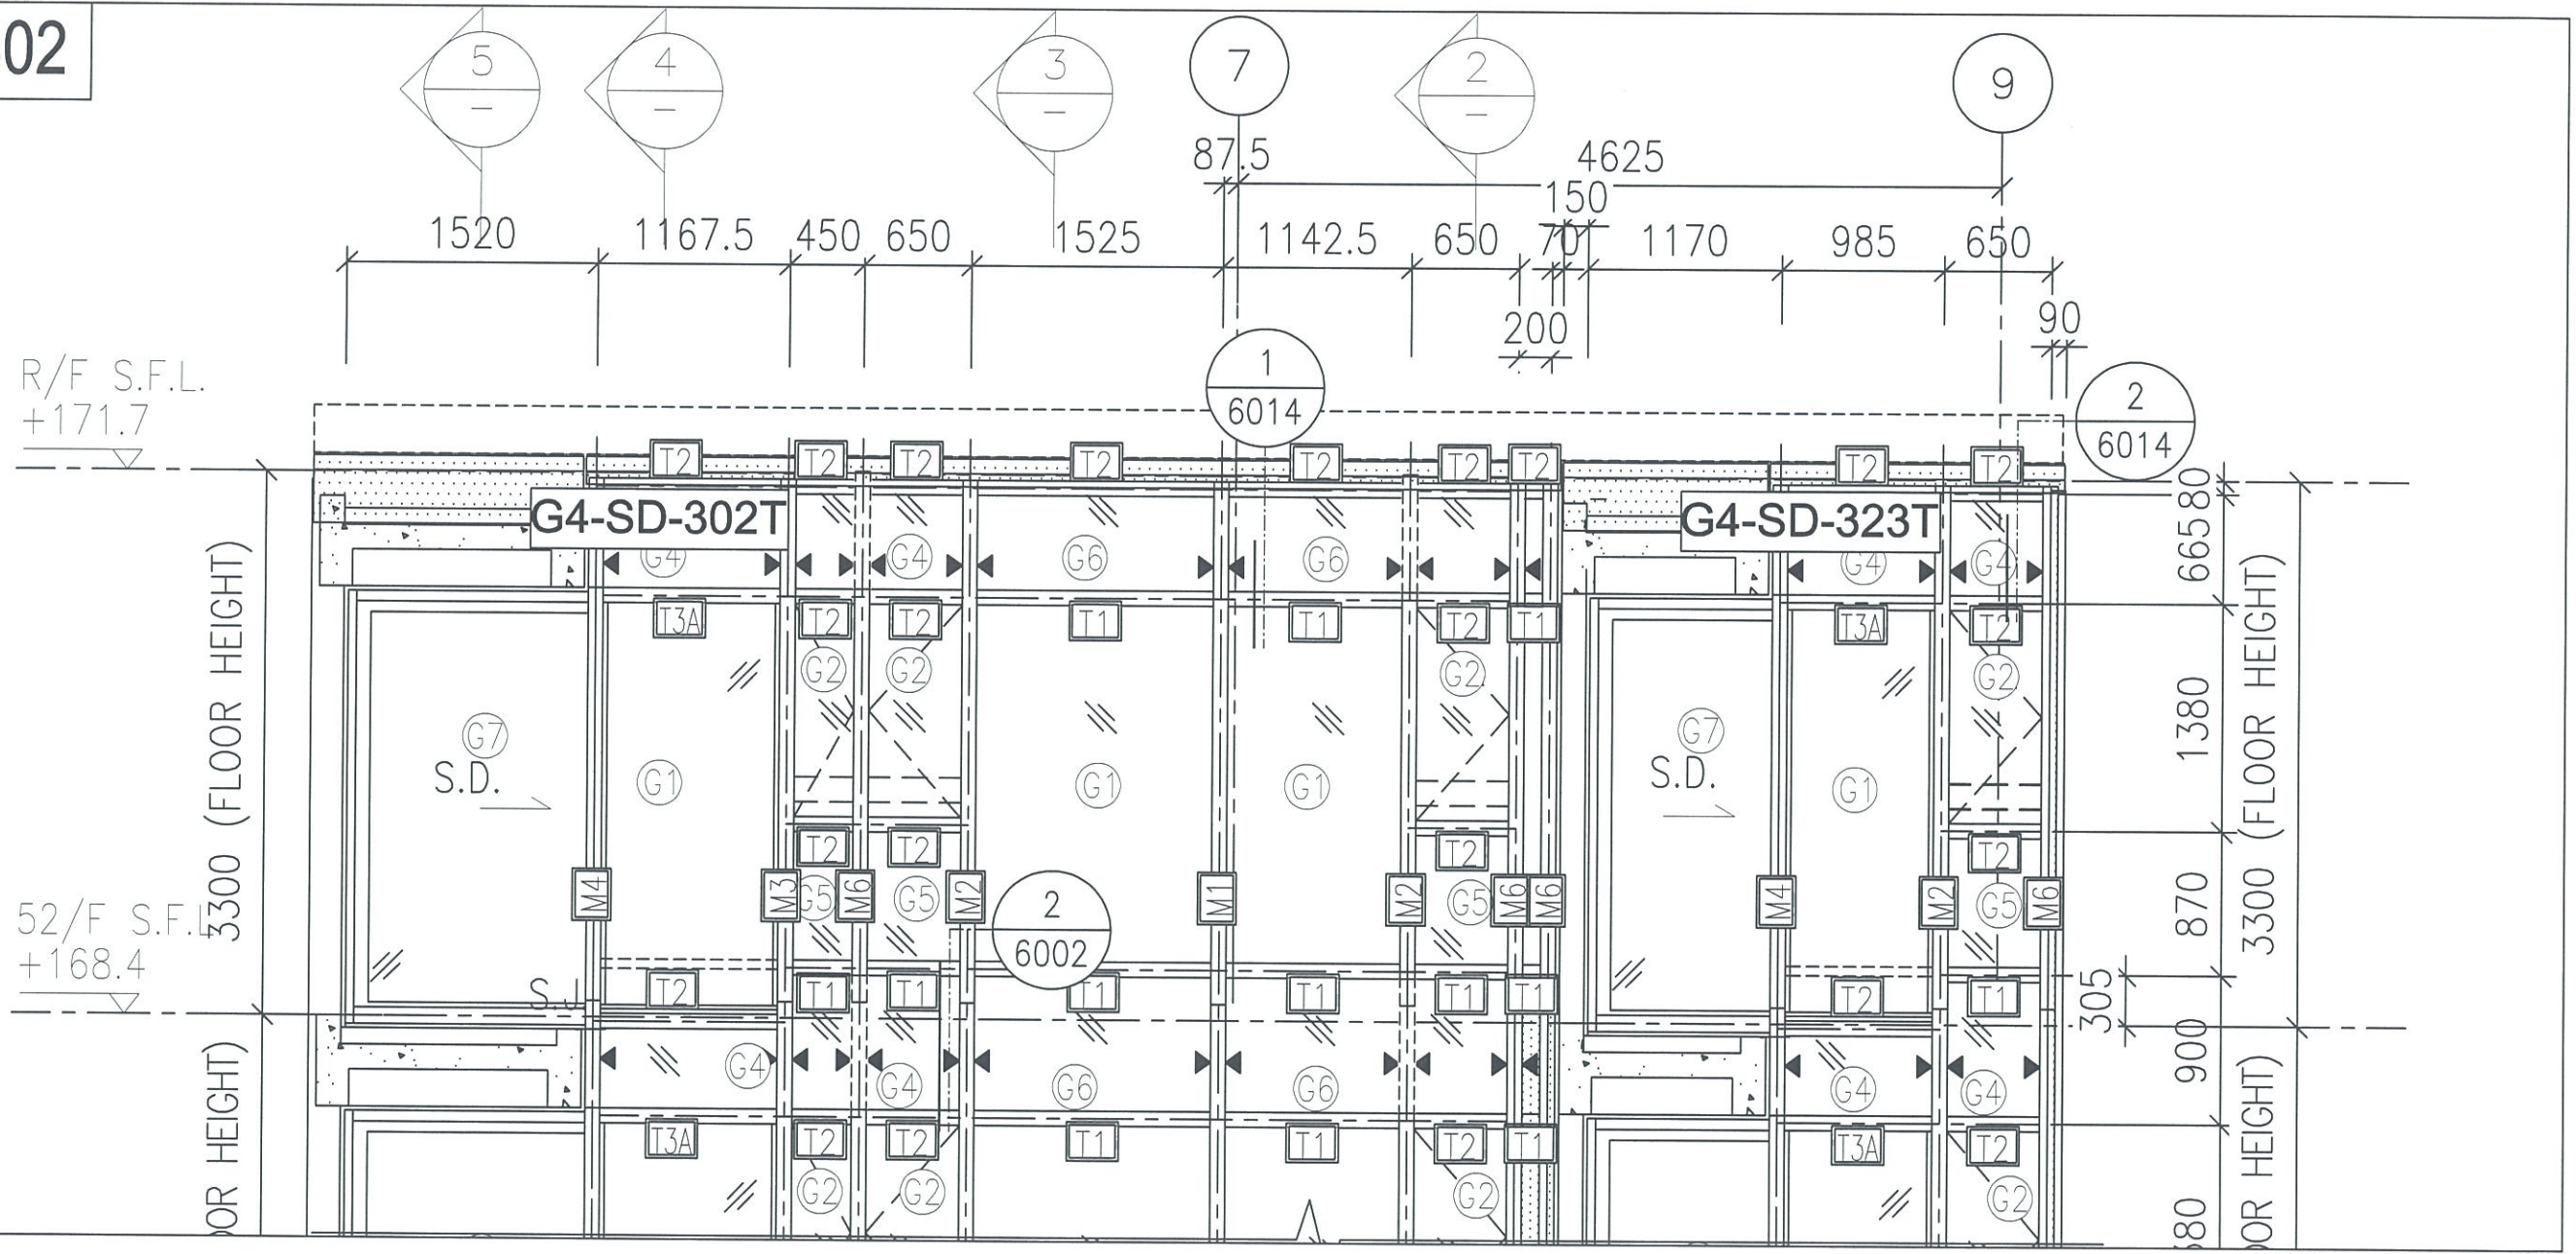 02
5
–
4
–
3
–
7
2
–
9
87.5
4625
150
1520
1167.5
450
650
1525
1142.5
650
70
1170
985
650
200
90
R/F S.F.L.
+171.7
1
6014
2
6014
T2
T2
T2
T2
T2
T2
T2
T2
T2
G4-SD-302T
G4-SD-323T
G4
G4
G6
G6
G4
G4
80
665
T3A
T2
T2
T1
T1
T2
T1
T3A
T2
G2
G2
G2
G2
3300 (FLOOR HEIGHT)
G7
S.D.
G1
G1
G1
G7
S.D.
G1
1380
3300 (FLOOR HEIGHT)
T2
T2
T2
T2
M4
M3
G5
M6
G5
M2
M1
M2
G5
M6
M6
M4
M2
G5
M6
870
52/F S.F.L
+168.4
2
6002
T2
T1
T1
T1
T1
T1
T1
T2
T1
305
G4
G4
G6
G6
G4
G4
900
T3A
T2
T2
T1
T1
T2
T1
T3A
T2
G2
G2
G2
G2
OOR HEIGHT)
OOR HEIGHT)